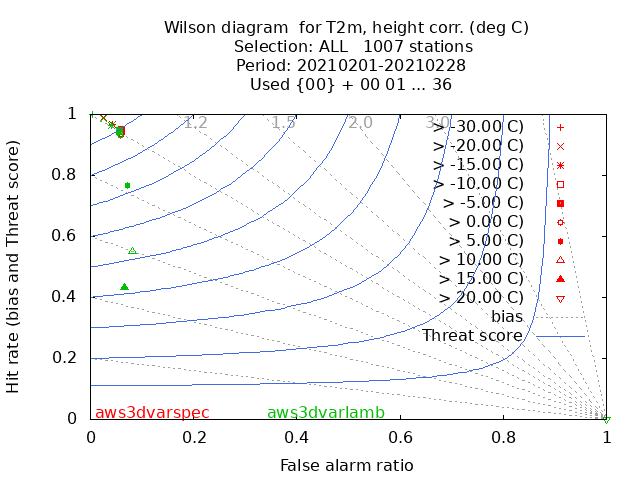 Wilson diagram  for T2m, height corr. (deg C)
Selection: ALL   1007 stations
Period: 20210201-20210228
Used {00} + 00 01 ... 36
Hit rate (bias and Threat score)
1
0.8
0.6
0.4
0.2
0
1.2
1.5
2.0
3.0
> -30.00 C)
> -20.00 C)
> -15.00 C)
> -10.00 C)
> -5.00 C)
> 0.00 C)
> 5.00 C)
> 10.00 C)
> 15.00 C)
> 20.00 C)
bias
Threat score
aws3dvarspec
aws3dvarlamb
0
0.2
0.4
0.6
0.8
1
False alarm ratio